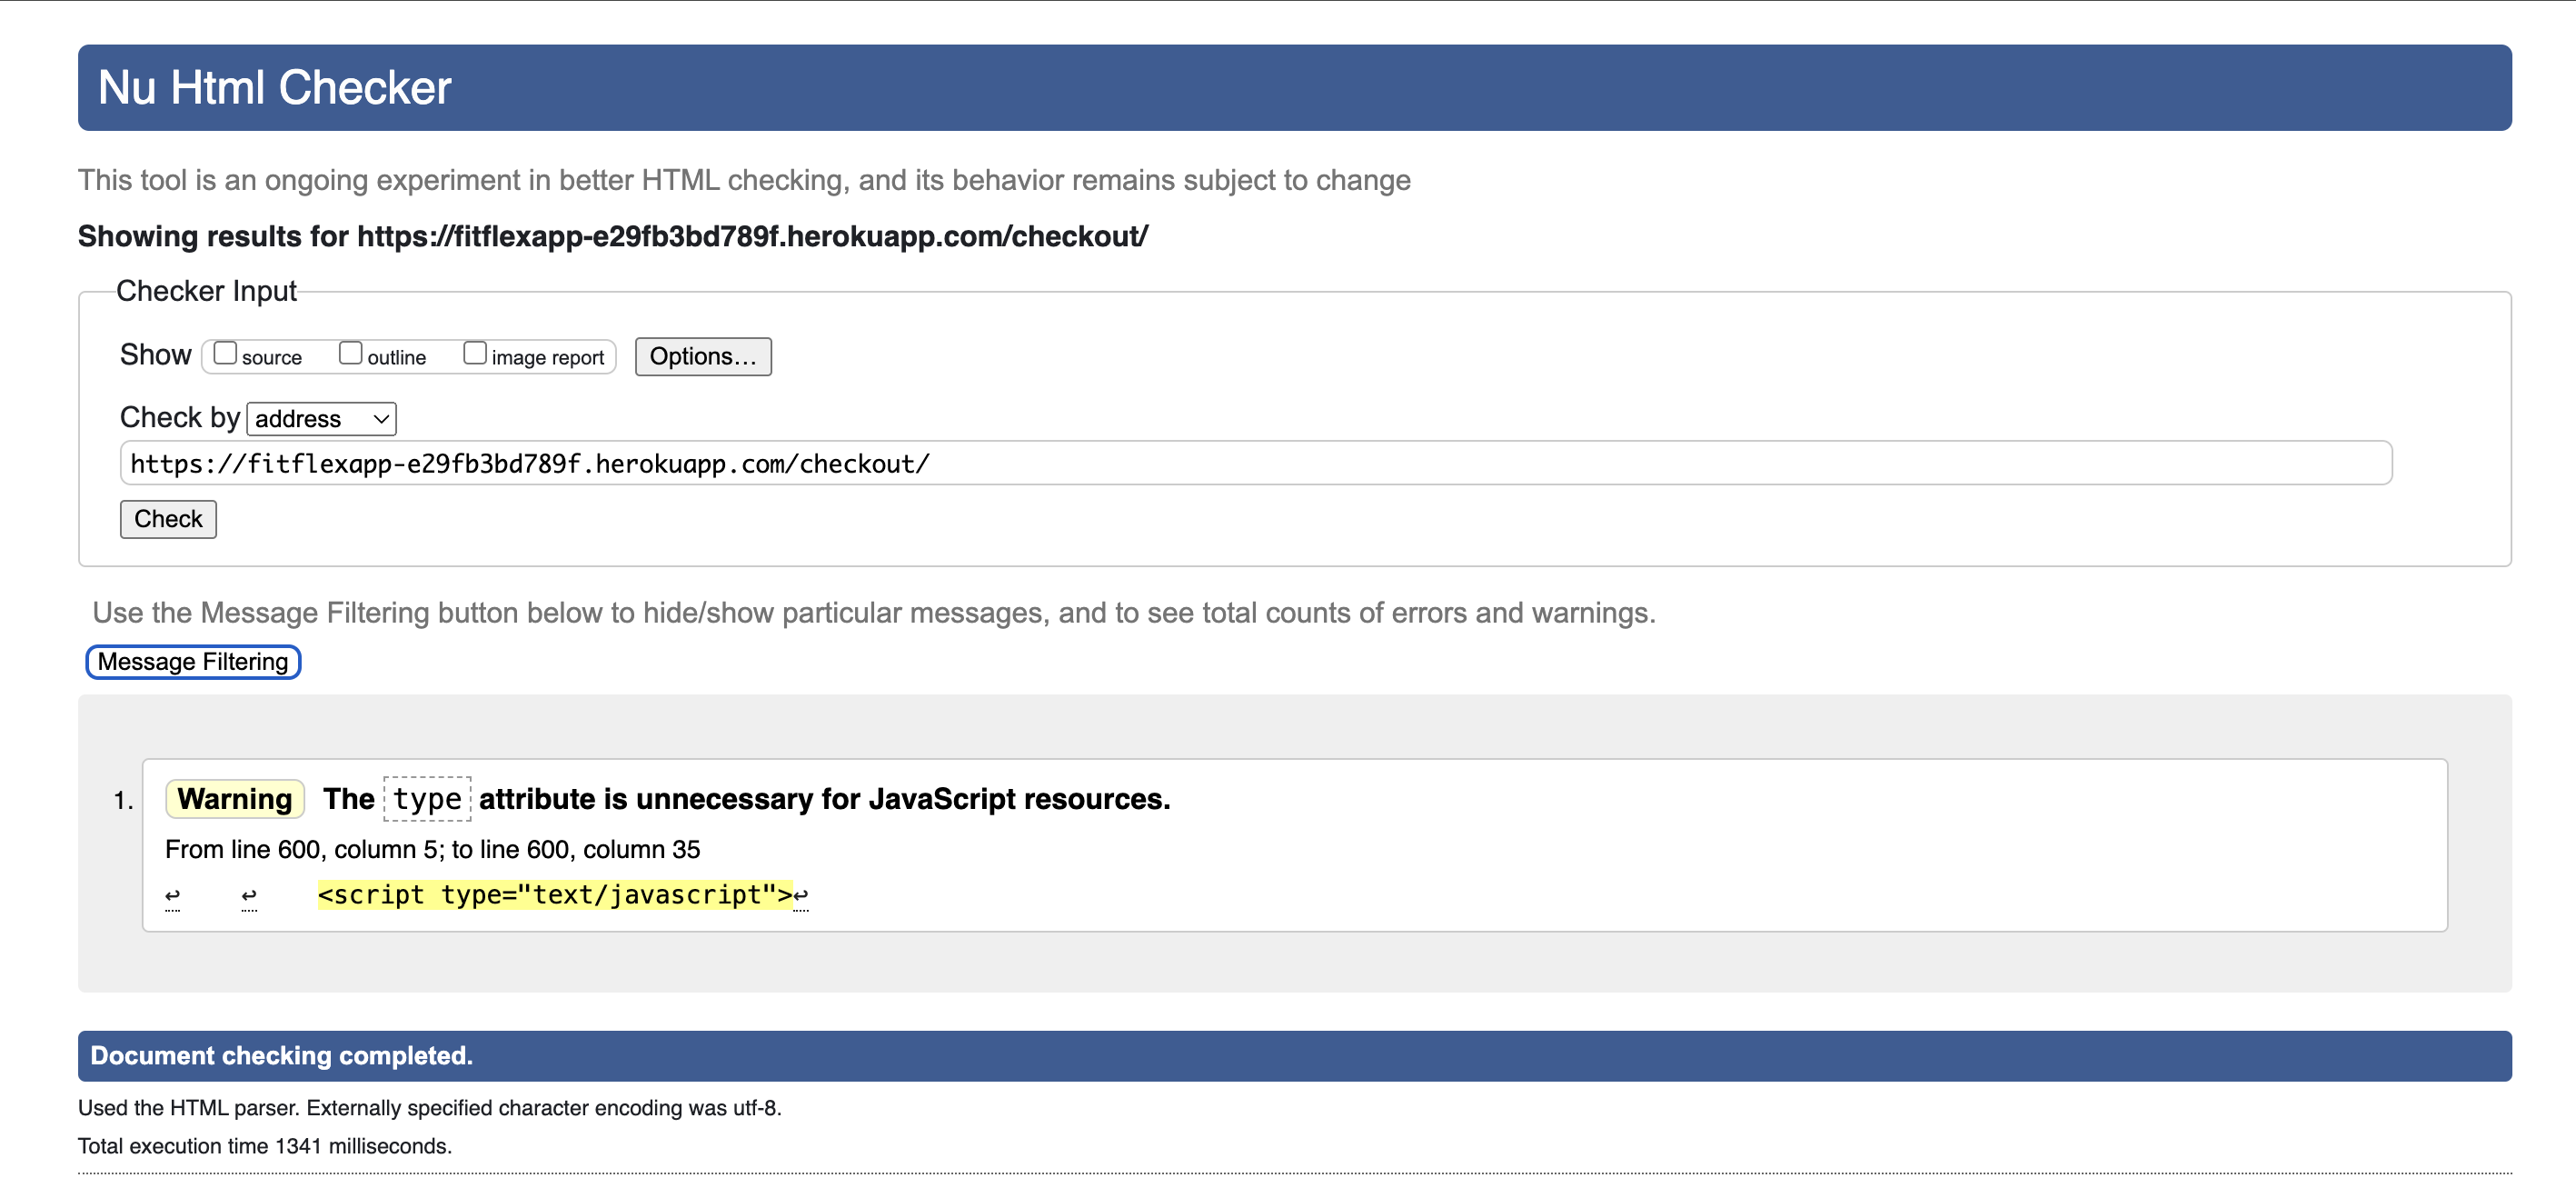 Nu Html Checker
This tool is an ongoing experiment in better HTML checking, and its behavior remains subject to change
Showing results for https://fitflexapp-e29fb3bd789f.herokuapp.com/checkout/
Checker Input
Show source outline image report Options...
Check by address
https://fitflexapp-e29fb3bd789f.herokuapp.com/checkout/
Check
Use the Message Filtering button below to hide/show particular messages, and to see total counts of errors and warnings.
Message Filtering
1. Warning The type attribute is unnecessary for JavaScript resources.
From line 600, column 5; to line 600, column 35
↩ ↩ <script type="text/javascript">↩
Document checking completed.
Used the HTML parser. Externally specified character encoding was utf-8.
Total execution time 1341 milliseconds.